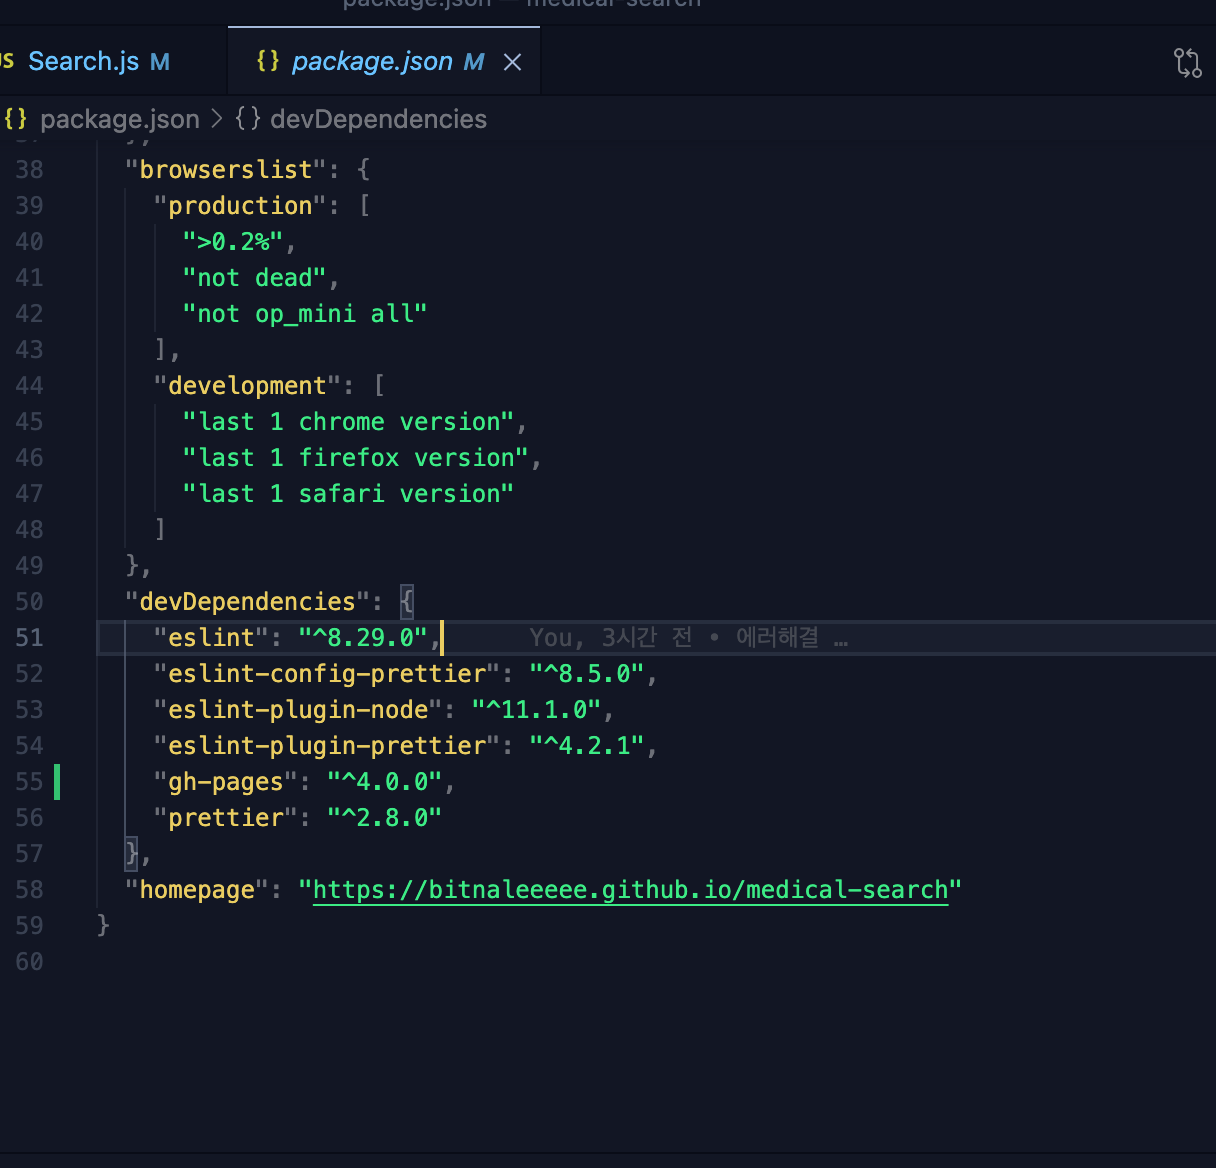 package.json — medical-search
JS Search.js M {} package.json M
{} package.json > {} devDependencies
38 "browserslist": {
39 "production": [
40 ">0.2%",
41 "not dead",
42 "not op_mini all"
43 ],
44 "development": [
45 "last 1 chrome version",
46 "last 1 firefox version",
47 "last 1 safari version"
48 ]
49 },
50 "devDependencies": {
51 "eslint": "^8.29.0", You, 3시간 전 • 에러해결 …
52 "eslint-config-prettier": "^8.5.0",
53 "eslint-plugin-node": "^11.1.0",
54 "eslint-plugin-prettier": "^4.2.1",
55 "gh-pages": "^4.0.0",
56 "prettier": "^2.8.0"
57 },
58 "homepage": "https://bitnaleeeee.github.io/medical-search"
59 }
60